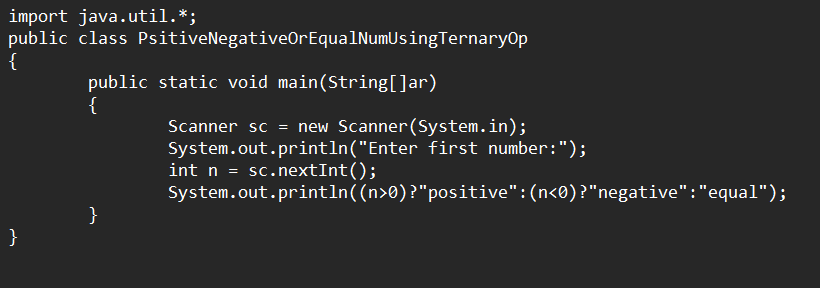 import java.util.*;
public class PsitiveNegativeOrEqualNumUsingTernaryOp
{
        public static void main(String[]ar)
        {
                Scanner sc = new Scanner(System.in);
                System.out.println("Enter first number:");
                int n = sc.nextInt();
                System.out.println((n>0)?"positive":(n<0)?"negative":"equal");
        }
}